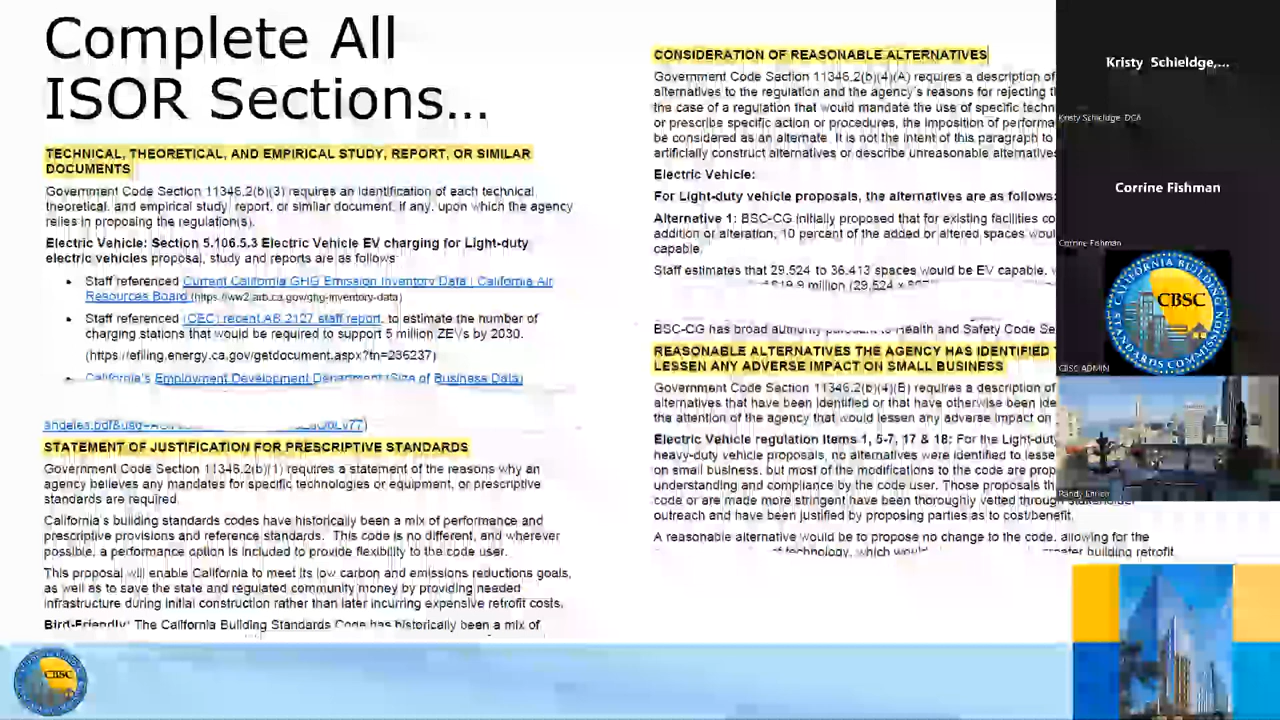 Complete All
ISOR Sections...
TECHNICAL, THEORETICAL, AND EMPIRICAL STUDY, REPORT, OR SIMILAR
DOCUMENTS
Government Code Section 11346.2(b)(3) requires an identification of each technical,
theoretical, and empirical study, report, or similar document, if any, upon which the agency
relies in proposing the regulation(s).
Electric Vehicle: Section 5.106.5.3 Electric Vehicle EV charging for Light-duty
electric vehicles proposal, study and reports are as follows:
• Staff referenced Current California GHG Emission Inventory Data | California Air
Resources Board (https://ww2.arb.ca.gov/ghg-inventory-data)
• Staff referenced (CEC) recent AB 2127 staff report, to estimate the number of
charging stations that would be required to support 5 million ZEVs by 2030.
(https://efiling.energy.ca.gov/getdocument.aspx?tn=236237)
• California's Employment Development Department (Size of Business Data)
STATEMENT OF JUSTIFICATION FOR PRESCRIPTIVE STANDARDS
Government Code Section 11346.2(b)(1) requires a statement of the reasons why an
agency believes any mandates for specific technologies or equipment, or prescriptive
standards are required.
California's building standards codes have historically been a mix of performance and
prescriptive provisions and reference standards. This code is no different, and wherever
possible, a performance option is included to provide flexibility to the code user.
This proposal will enable California to meet its low carbon and emissions reductions goals,
as well as to save the state and regulated community money by providing needed
infrastructure during initial construction rather than later incurring expensive retrofit costs.
Bird-Friendly: The California Building Standards Code has historically been a mix of
CONSIDERATION OF REASONABLE ALTERNATIVES
Government Code Section 11346.2(b)(4)(A) requires a description of
alternatives to the regulation and the agency's reasons for rejecting
the case of a regulation that would mandate the use of specific techn
or prescribe specific action or procedures, the imposition of performa
be considered as an alternate. It is not the intent of this paragraph to
artificially construct alternatives or describe unreasonable alternative
Electric Vehicle:
For Light-duty vehicle proposals, the alternatives are as follows:
Alternative 1: BSC-CG initially proposed that for existing facilities co
addition or alteration, 10 percent of the added or altered spaces woul
capable.
Staff estimates that 29,524 to 36,413 spaces would be EV capable,
$19.9 million (29,524 x
BSC-CG has broad authority pursuant to Health and Safety Code Se
REASONABLE ALTERNATIVES THE AGENCY HAS IDENTIFIED
LESSEN ANY ADVERSE IMPACT ON SMALL BUSINESS
Government Code Section 11346.2(b)(4)(B) requires a description of
alternatives that have been identified or that have otherwise been ide
the attention of the agency that would lessen any adverse impact on
Electric Vehicle regulation Items 1, 5-7, 17 & 18: For the Light-dut
heavy-duty vehicle proposals, no alternatives were identified to lesse
on small business, but most of the modifications to the code are prop
understanding and compliance by the code user. Those proposals th
code or are made more stringent have been thoroughly vetted through stakeholder
outreach and have been justified by proposing parties as to cost/benefit.
A reasonable alternative would be to propose no change to the code, allowing for the
of technology, which would greater building retrofit
Kristy Schieldge,...
Kristy Schieldge, DCA
Corrine Fishman
Corrine Fishman
CALIFORNIA BUILDING
STANDARDS COMMISSION
CBSC
CBSC ADMIN
Randy Enrico
CBSC